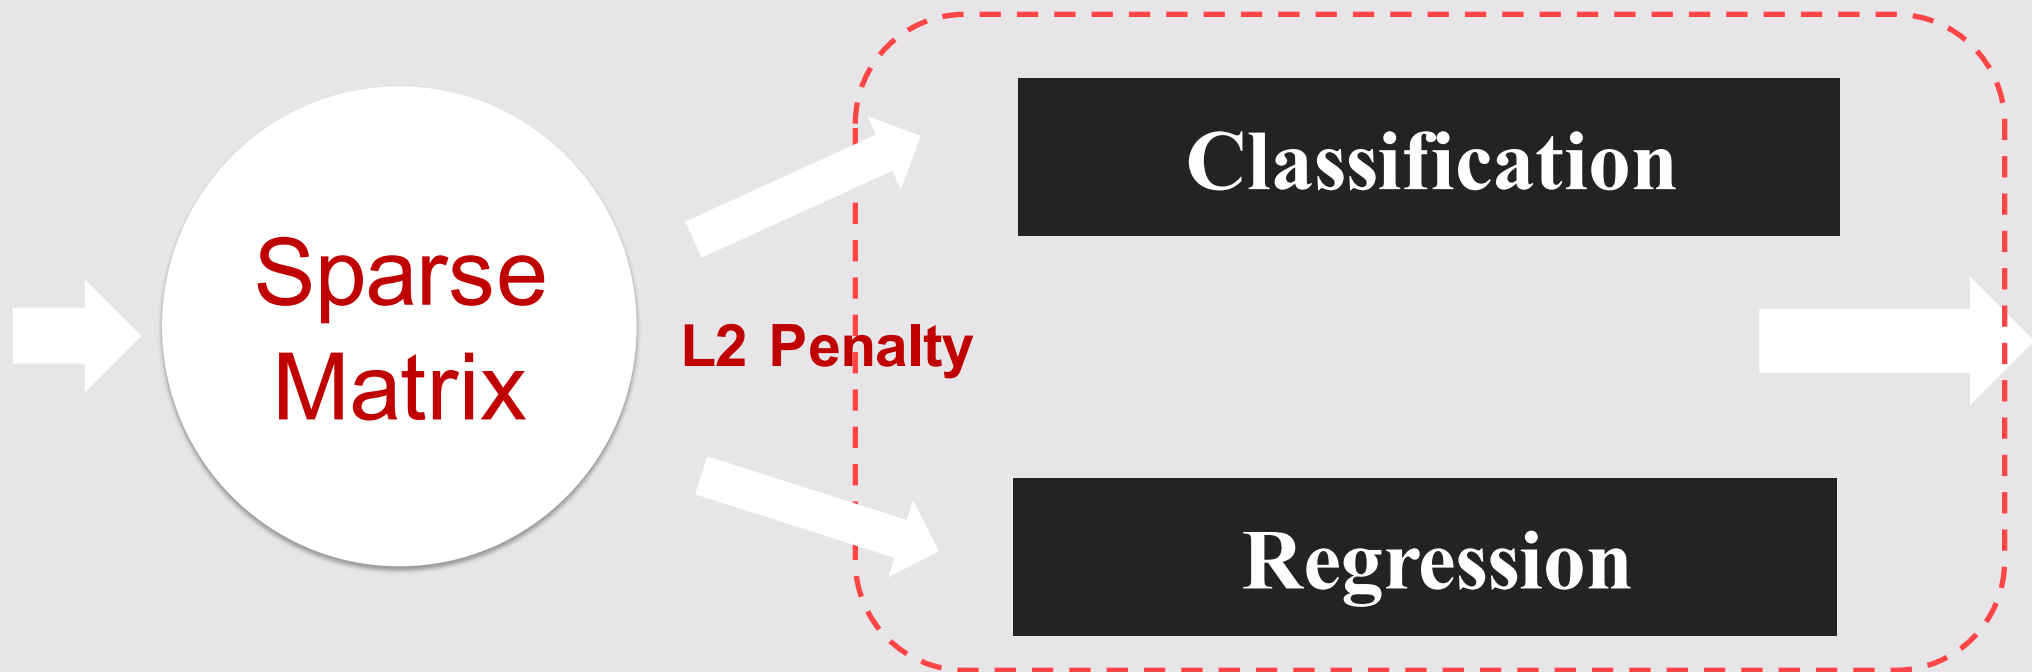 Sparse
Matrix
L2 Penalty
Classification
Regression